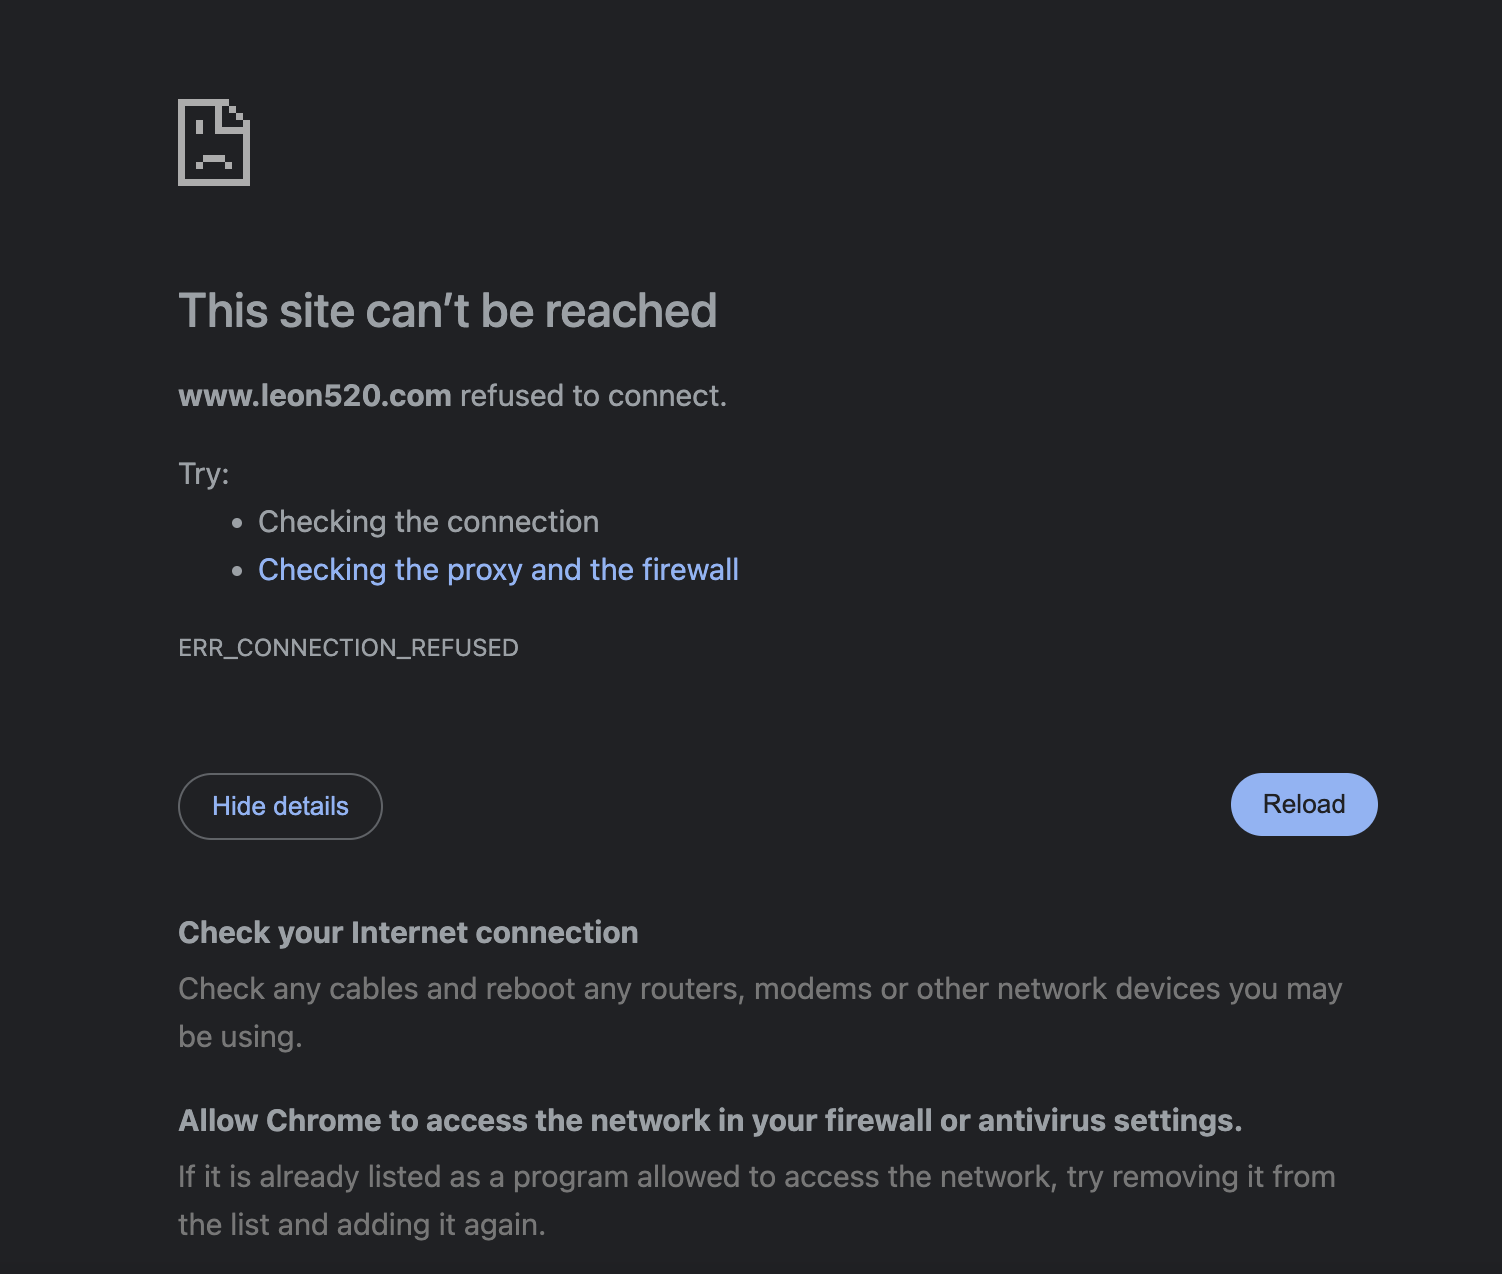 This site can’t be reached
www.leon520.com refused to connect.
Try:
• Checking the connection
• Checking the proxy and the firewall
ERR_CONNECTION_REFUSED
Hide details
Reload
Check your Internet connection
Check any cables and reboot any routers, modems or other network devices you may
be using.
Allow Chrome to access the network in your firewall or antivirus settings.
If it is already listed as a program allowed to access the network, try removing it from
the list and adding it again.